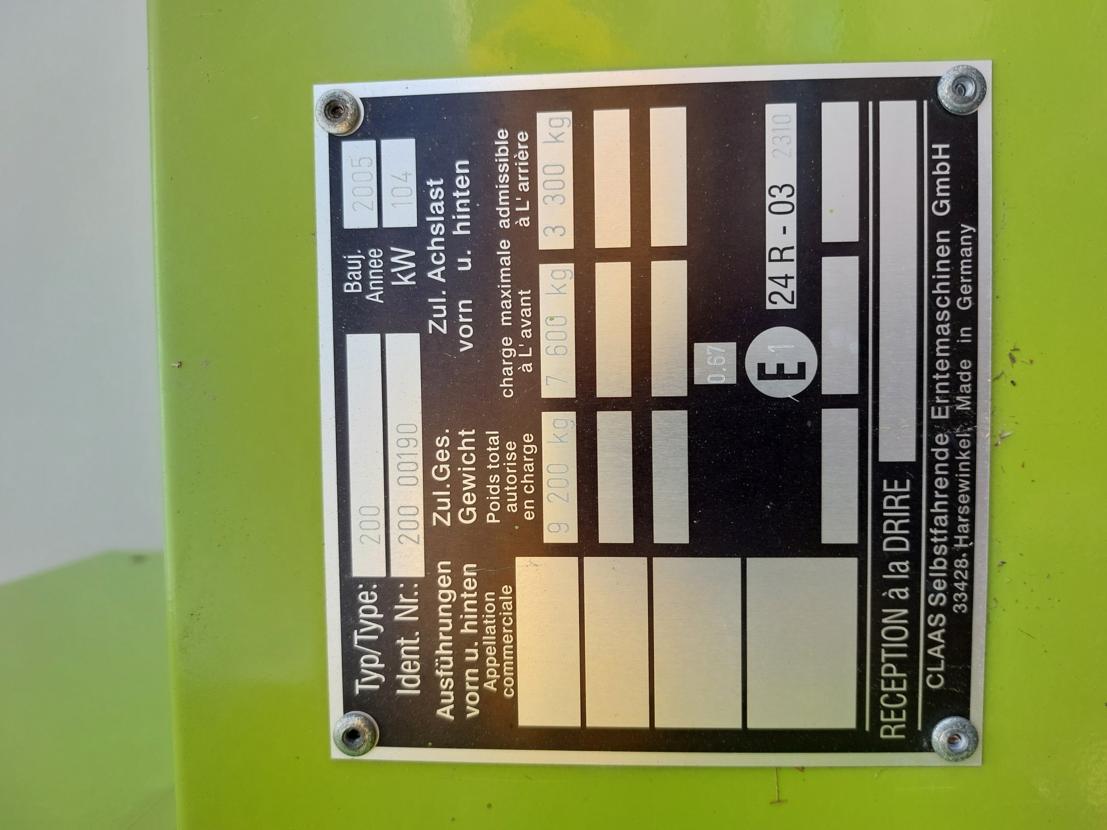 Typ/Type: 200 Bauj. Annee 2005
Ident. Nr.: 200 00190 kW 104
Ausführungen vorn u. hinten
Appellation commerciale
Zul.Ges. Gewicht
Poids total autorise en charge
Zul. Achslast
vorn u. hinten
charge maximale admissible
à L'avant à L'arrière
9 200 kg 7 600 kg 3 300 kg
0.67
E 1 24 R - 03 2310
RECEPTION à la DRIRE
CLAAS Selbstfahrende Erntemaschinen GmbH
33428 Harsewinkel Made in Germany